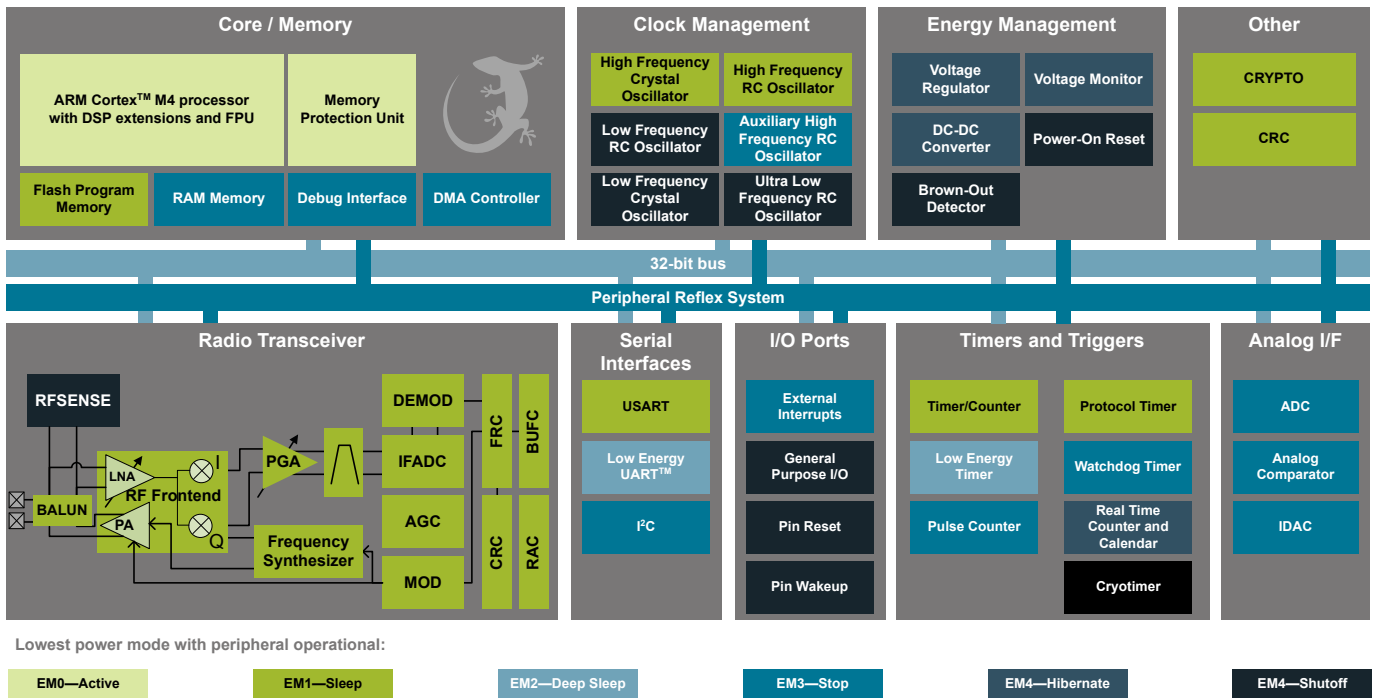 Core / Memory
ARM Cortex™ M4 processor
with DSP extensions and FPU
Memory
Protection Unit
Flash Program
Memory
RAM Memory
Debug Interface
DMA Controller
Clock Management
High Frequency
Crystal
Oscillator
High Frequency
RC Oscillator
Low Frequency
RC Oscillator
Auxiliary High
Frequency RC
Oscillator
Low Frequency
Crystal
Oscillator
Ultra Low
Frequency RC
Oscillator
Energy Management
Voltage
Regulator
Voltage Monitor
DC-DC
Converter
Power-On Reset
Brown-Out
Detector
Other
CRYPTO
CRC
32-bit bus
Peripheral Reflex System
Radio Transceiver
RFSENSE
BALUN
LNA
RF Frontend
PA
I
Q
PGA
Frequency
Synthesizer
DEMOD
IFADC
AGC
MOD
FRC
BUFC
CRC
RAC
Serial
Interfaces
USART
Low Energy
UART™
I²C
I/O Ports
External
Interrupts
General
Purpose I/O
Pin Reset
Pin Wakeup
Timers and Triggers
Timer/Counter
Protocol Timer
Low Energy
Timer
Watchdog Timer
Pulse Counter
Real Time
Counter and
Calendar
Cryotimer
Analog I/F
ADC
Analog
Comparator
IDAC
Lowest power mode with peripheral operational:
EM0—Active
EM1—Sleep
EM2—Deep Sleep
EM3—Stop
EM4—Hibernate
EM4—Shutoff